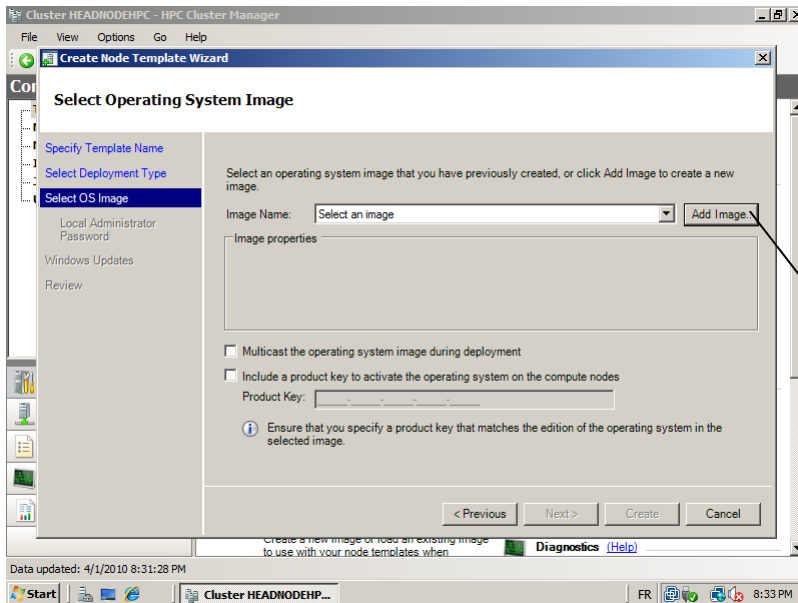 Cluster HEADNODEHPC - HPC Cluster Manager
File View Options Go Help
Create Node Template Wizard
Select Operating System Image
Specify Template Name
Select Deployment Type
Select OS Image
Local Administrator
Password
Windows Updates
Review
Select an operating system image that you have previously created, or click Add Image to create a new
image.
Image Name: Select an image Add Image..
Image properties
Multicast the operating system image during deployment
Include a product key to activate the operating system on the compute nodes
Product Key: _____-_____-_____-_____-_____
Ensure that you specify a product key that matches the edition of the operating system in the
selected image.
< Previous Next > Create Cancel
Create a new image or load an existing image
to use with your node templates when
Diagnostics (Help)
Data updated: 4/1/2010 8:31:28 PM
Start Cluster HEADNODEHP... FR 8:33 PM